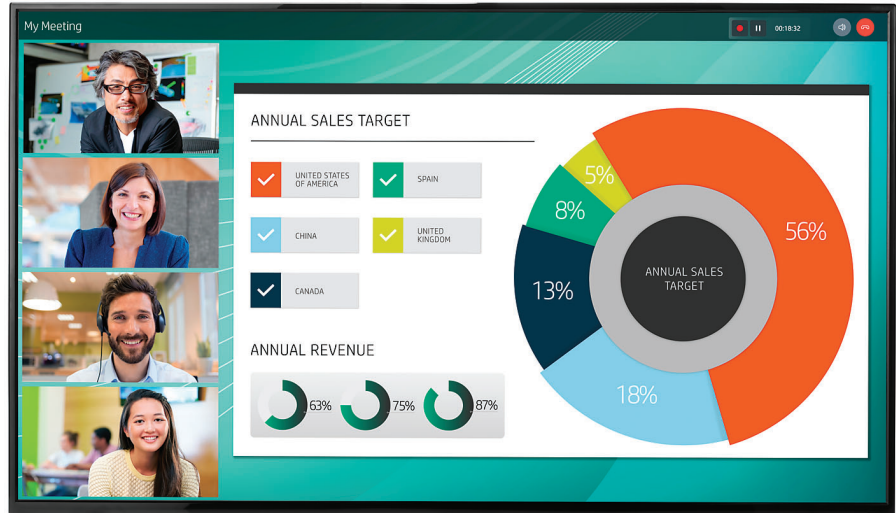 My Meeting
00:18:32
ANNUAL SALES TARGET
UNITED STATES
OF AMERICA
SPAIN
CHINA
UNITED
KINGDOM
CANADA
ANNUAL REVENUE
63%
75%
87%
5%
8%
56%
13%
18%
ANNUAL SALES
TARGET